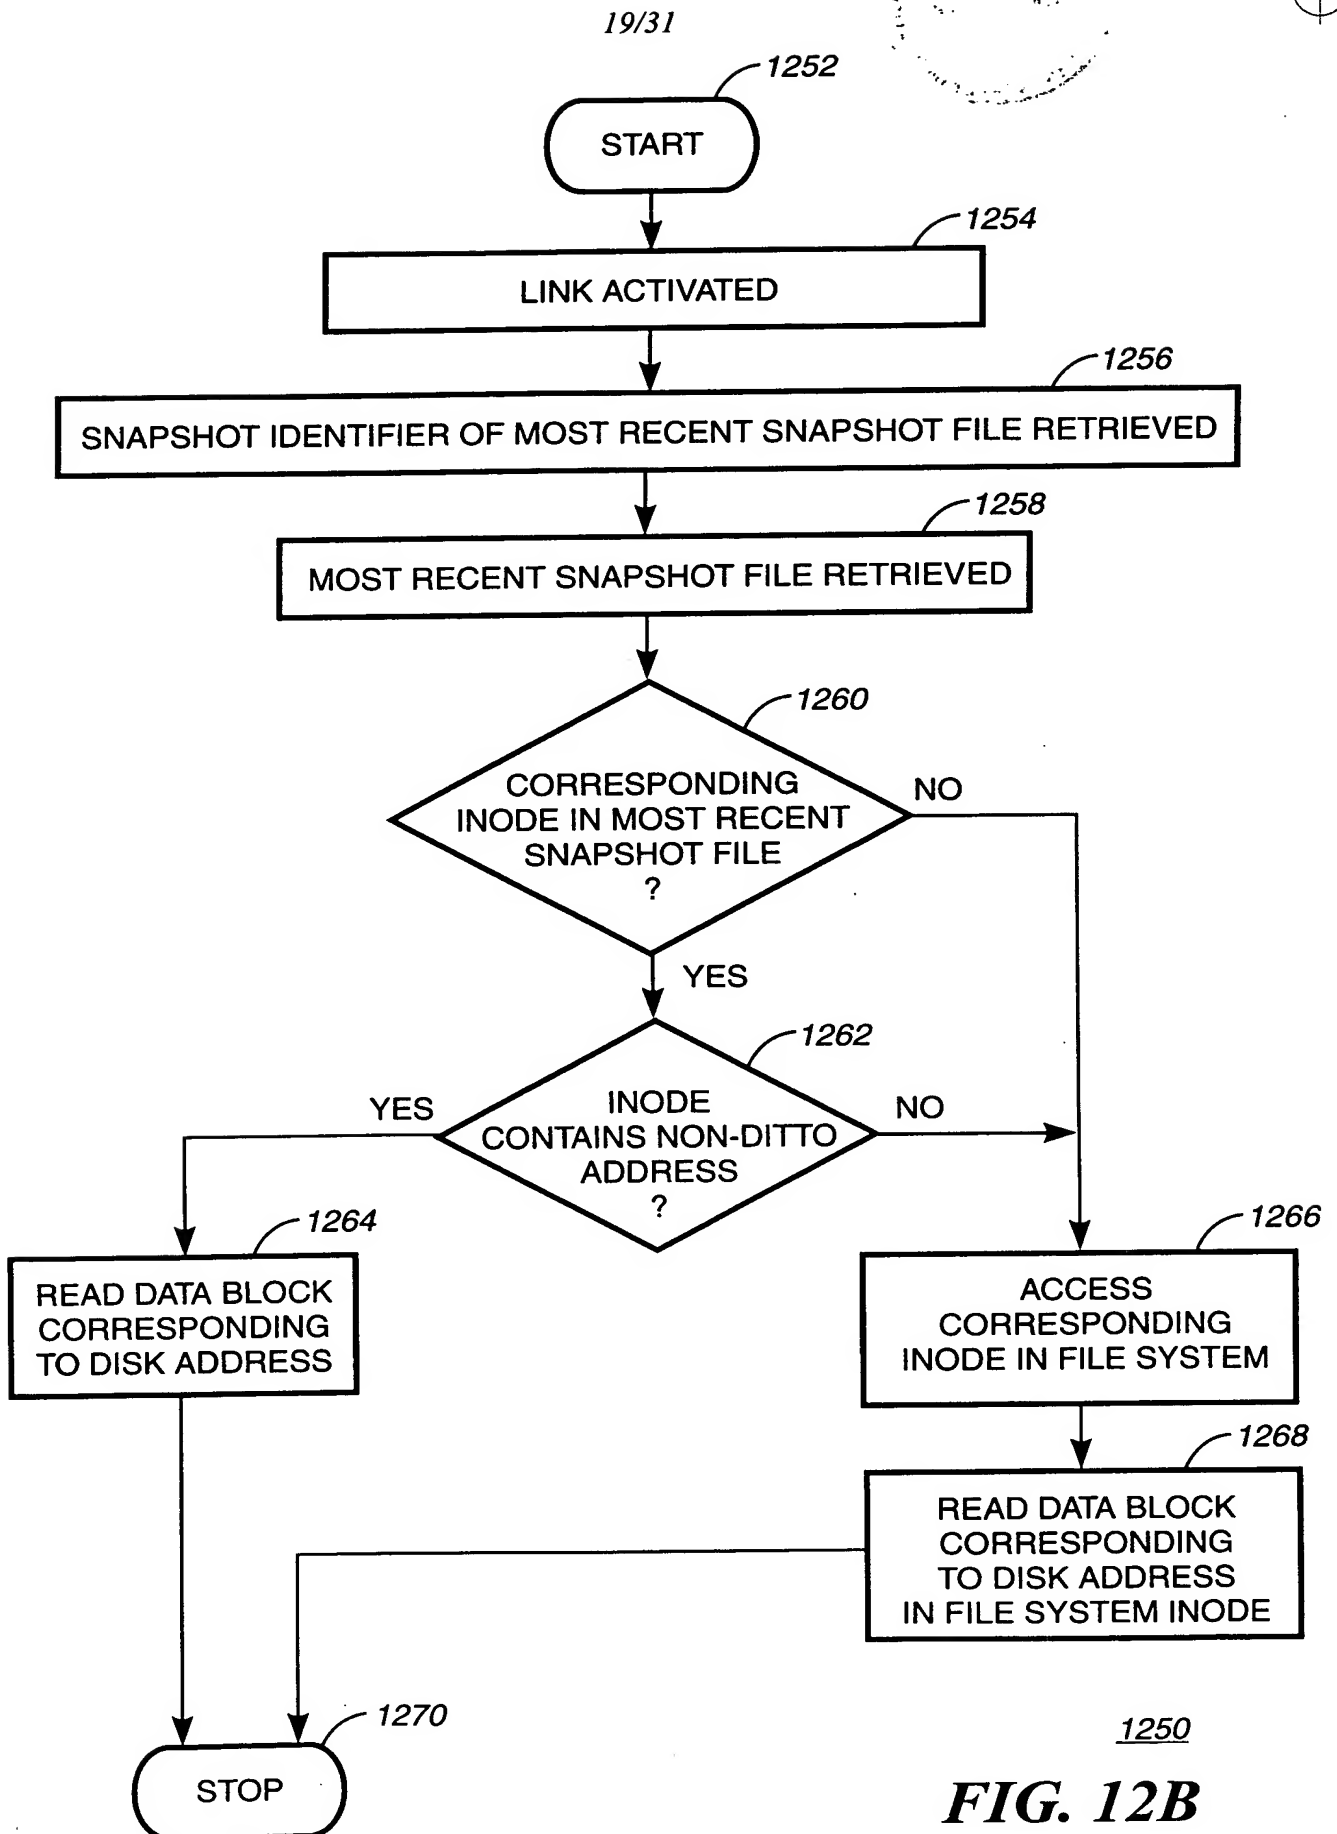 19/31
1252
START
1254
LINK ACTIVATED
1256
SNAPSHOT IDENTIFIER OF MOST RECENT SNAPSHOT FILE RETRIEVED
1258
MOST RECENT SNAPSHOT FILE RETRIEVED
1260
CORRESPONDING
INODE IN MOST RECENT
SNAPSHOT FILE
?
NO
YES
1262
INODE
CONTAINS NON-DITTO
ADDRESS
?
YES
NO
1264
READ DATA BLOCK
CORRESPONDING
TO DISK ADDRESS
1266
ACCESS
CORRESPONDING
INODE IN FILE SYSTEM
1268
READ DATA BLOCK
CORRESPONDING
TO DISK ADDRESS
IN FILE SYSTEM INODE
1270
STOP
1250
FIG. 12B